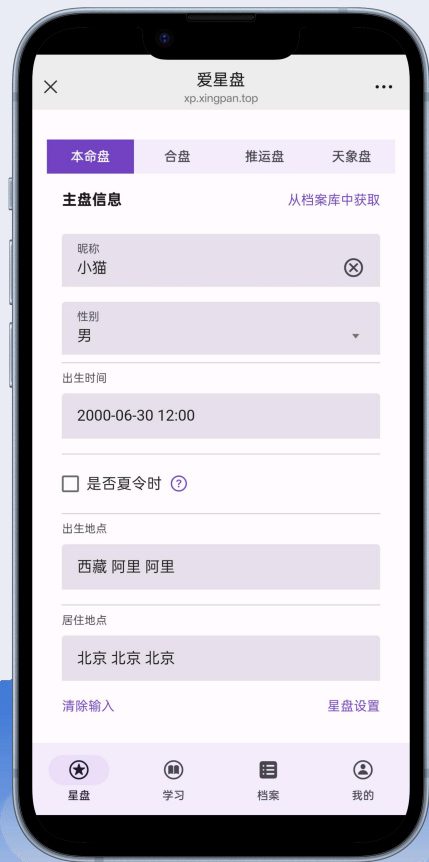 爱星盘
xp.xingpan.top
本命盘 合盘 推运盘 天象盘
主盘信息 从档案库中获取
昵称
小猫
性别
男
出生时间
2000-06-30 12:00
是否夏令时 ?
出生地点
西藏 阿里 阿里
居住地点
北京 北京 北京
清除输入 星盘设置
星盘 学习 档案 我的